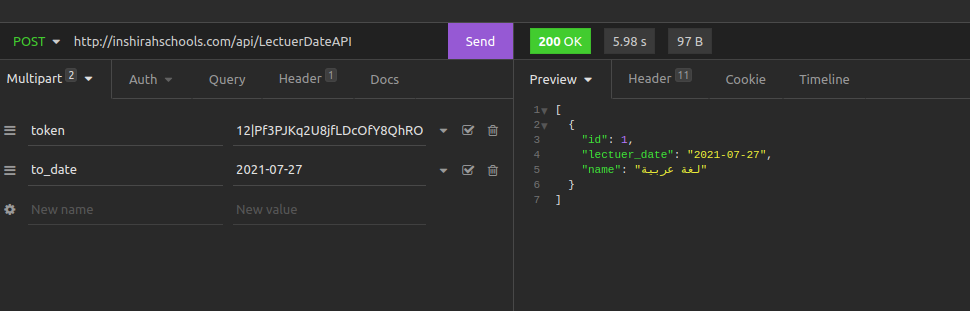 POST http://inshirahschools.com/api/LectuerDateAPI Send 200 OK 5.98 s 97 B
Multipart 2 Auth Query Header 1 Docs Preview Header 11 Cookie Timeline
token 12|Pf3PJKq2U8jfLDcOfY8QhRO
to_date 2021-07-27
New name New value
1 [
2 {
3 "id": 1,
4 "lectuer_date": "2021-07-27",
5 "name": "لغة عربية"
6 }
7 ]